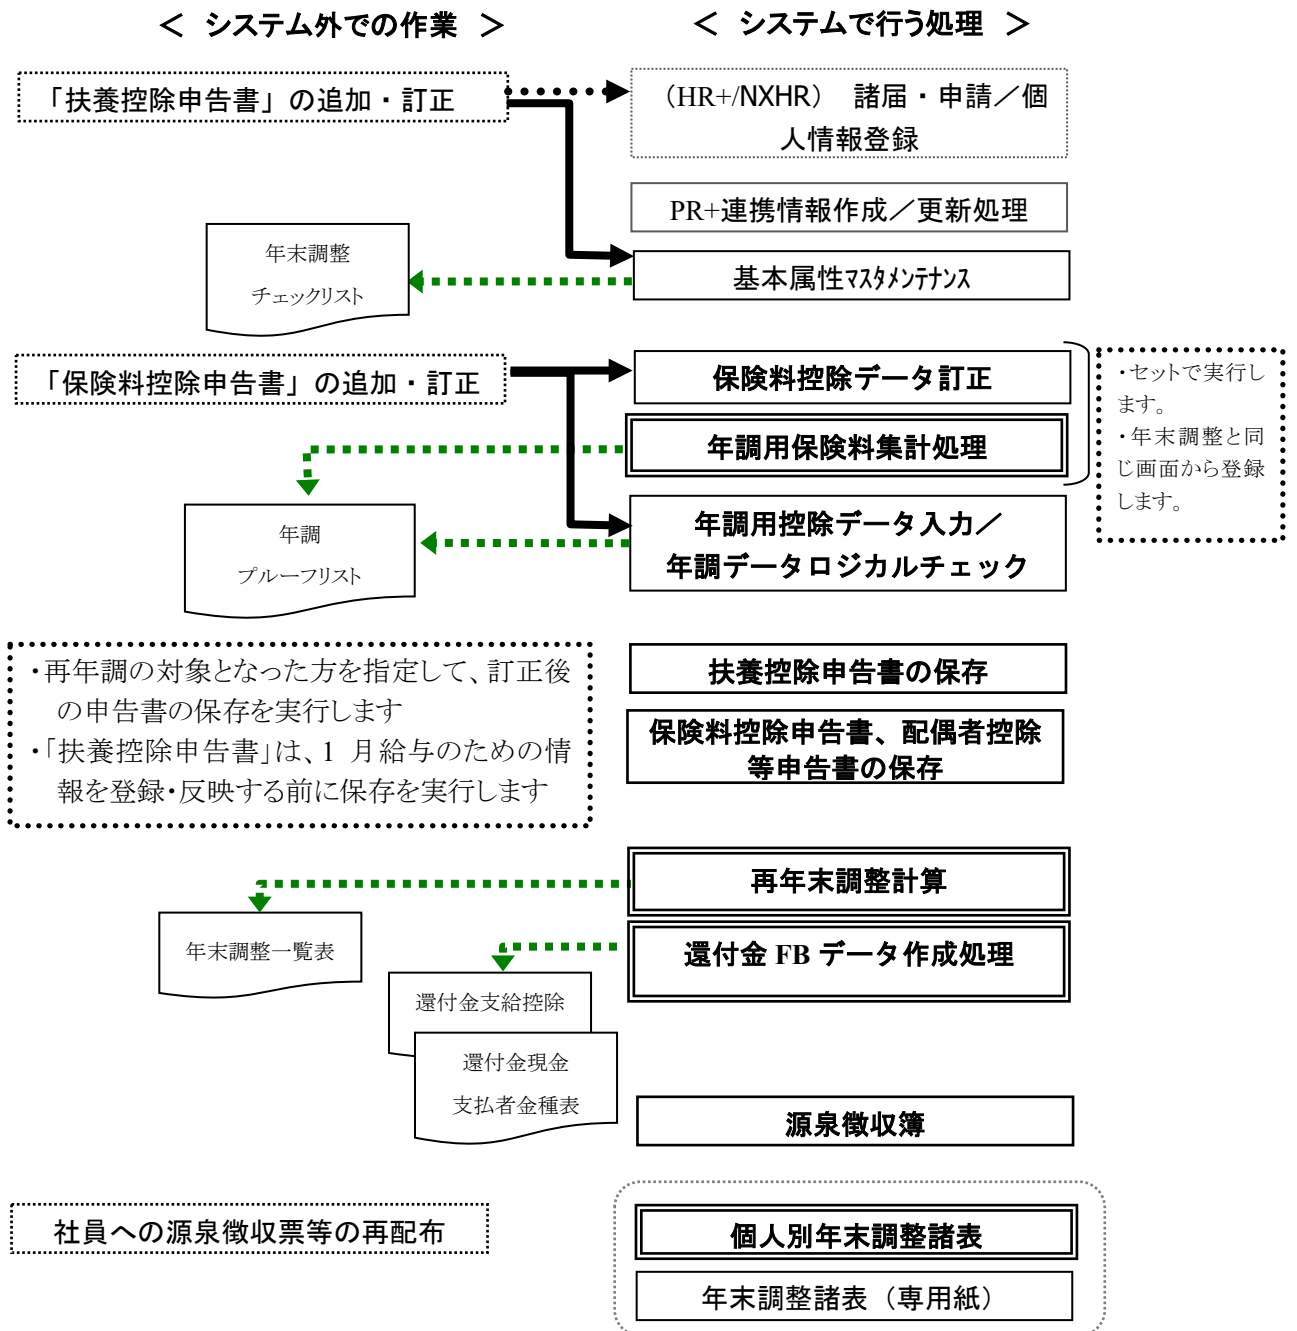 ＜ システム外での作業 ＞
＜ システムで行う処理 ＞
「扶養控除申告書」の追加・訂正
（HR+/NXHR） 諸届・申請／個
人情報登録
PR+連携情報作成／更新処理
年末調整
チェックリスト
基本属性ﾏｽﾀﾒﾝﾃﾅﾝｽ
「保険料控除申告書」の追加・訂正
保険料控除データ訂正
年調用保険料集計処理
・セットで実行し
ます。
・年末調整と同
じ画面から登録
します。
年調
プルーフリスト
年調用控除データ入力／
年調データロジカルチェック
・再年調の対象となった方を指定して、訂正後
の申告書の保存を実行します
・「扶養控除申告書」は、1 月給与のための情
報を登録・反映する前に保存を実行します
扶養控除申告書の保存
保険料控除申告書、配偶者控除
等申告書の保存
再年末調整計算
年末調整一覧表
還付金 FB データ作成処理
還付金支給控除
還付金現金
支払者金種表
源泉徴収簿
社員への源泉徴収票等の再配布
個人別年末調整諸表
年末調整諸表（専用紙）